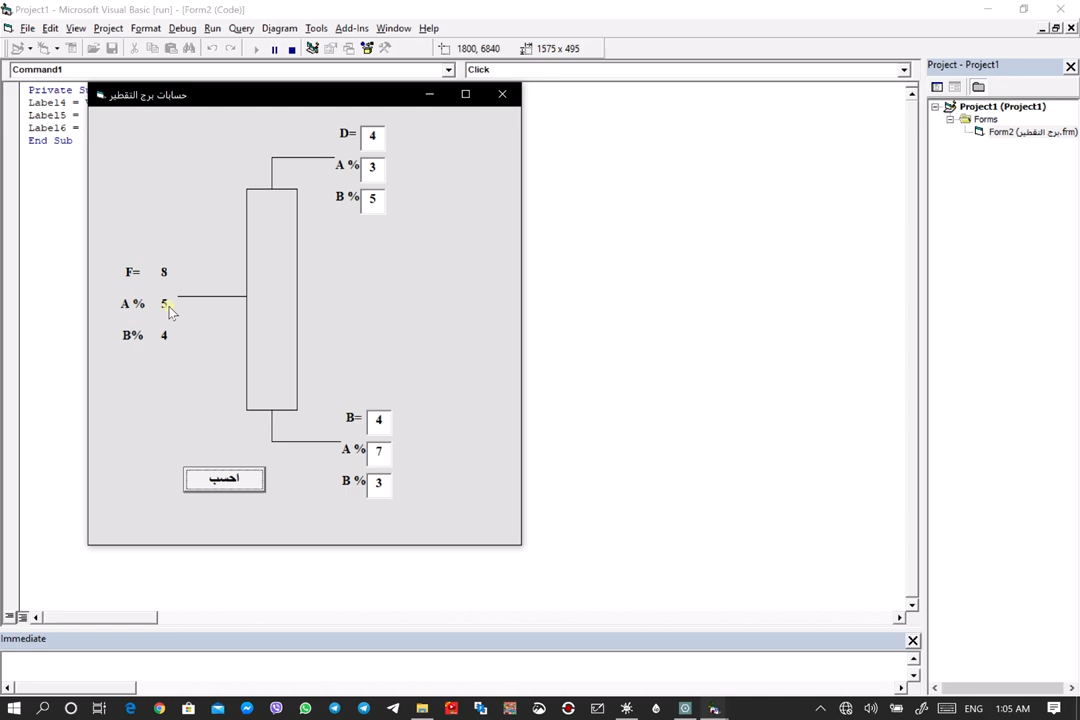 Project1 - Microsoft Visual Basic [run] - [Form2 (Code)]
File Edit View Project Format Debug Run Query Diagram Tools Add-Ins Window Help
1800, 6840 1575 x 495
Command1 Click
Project - Project1
Private Su
Label4 =
Label5 =
Label6 =
End Sub
حسابات برج التقطير
D= 4
A % 3
B % 5
F= 8
A % 5
B% 4
B= 4
A % 7
B % 3
احسب
Project1 (Project1)
Forms
Form2 (برج التقطير.frm)
Immediate
ENG 1:05 AM